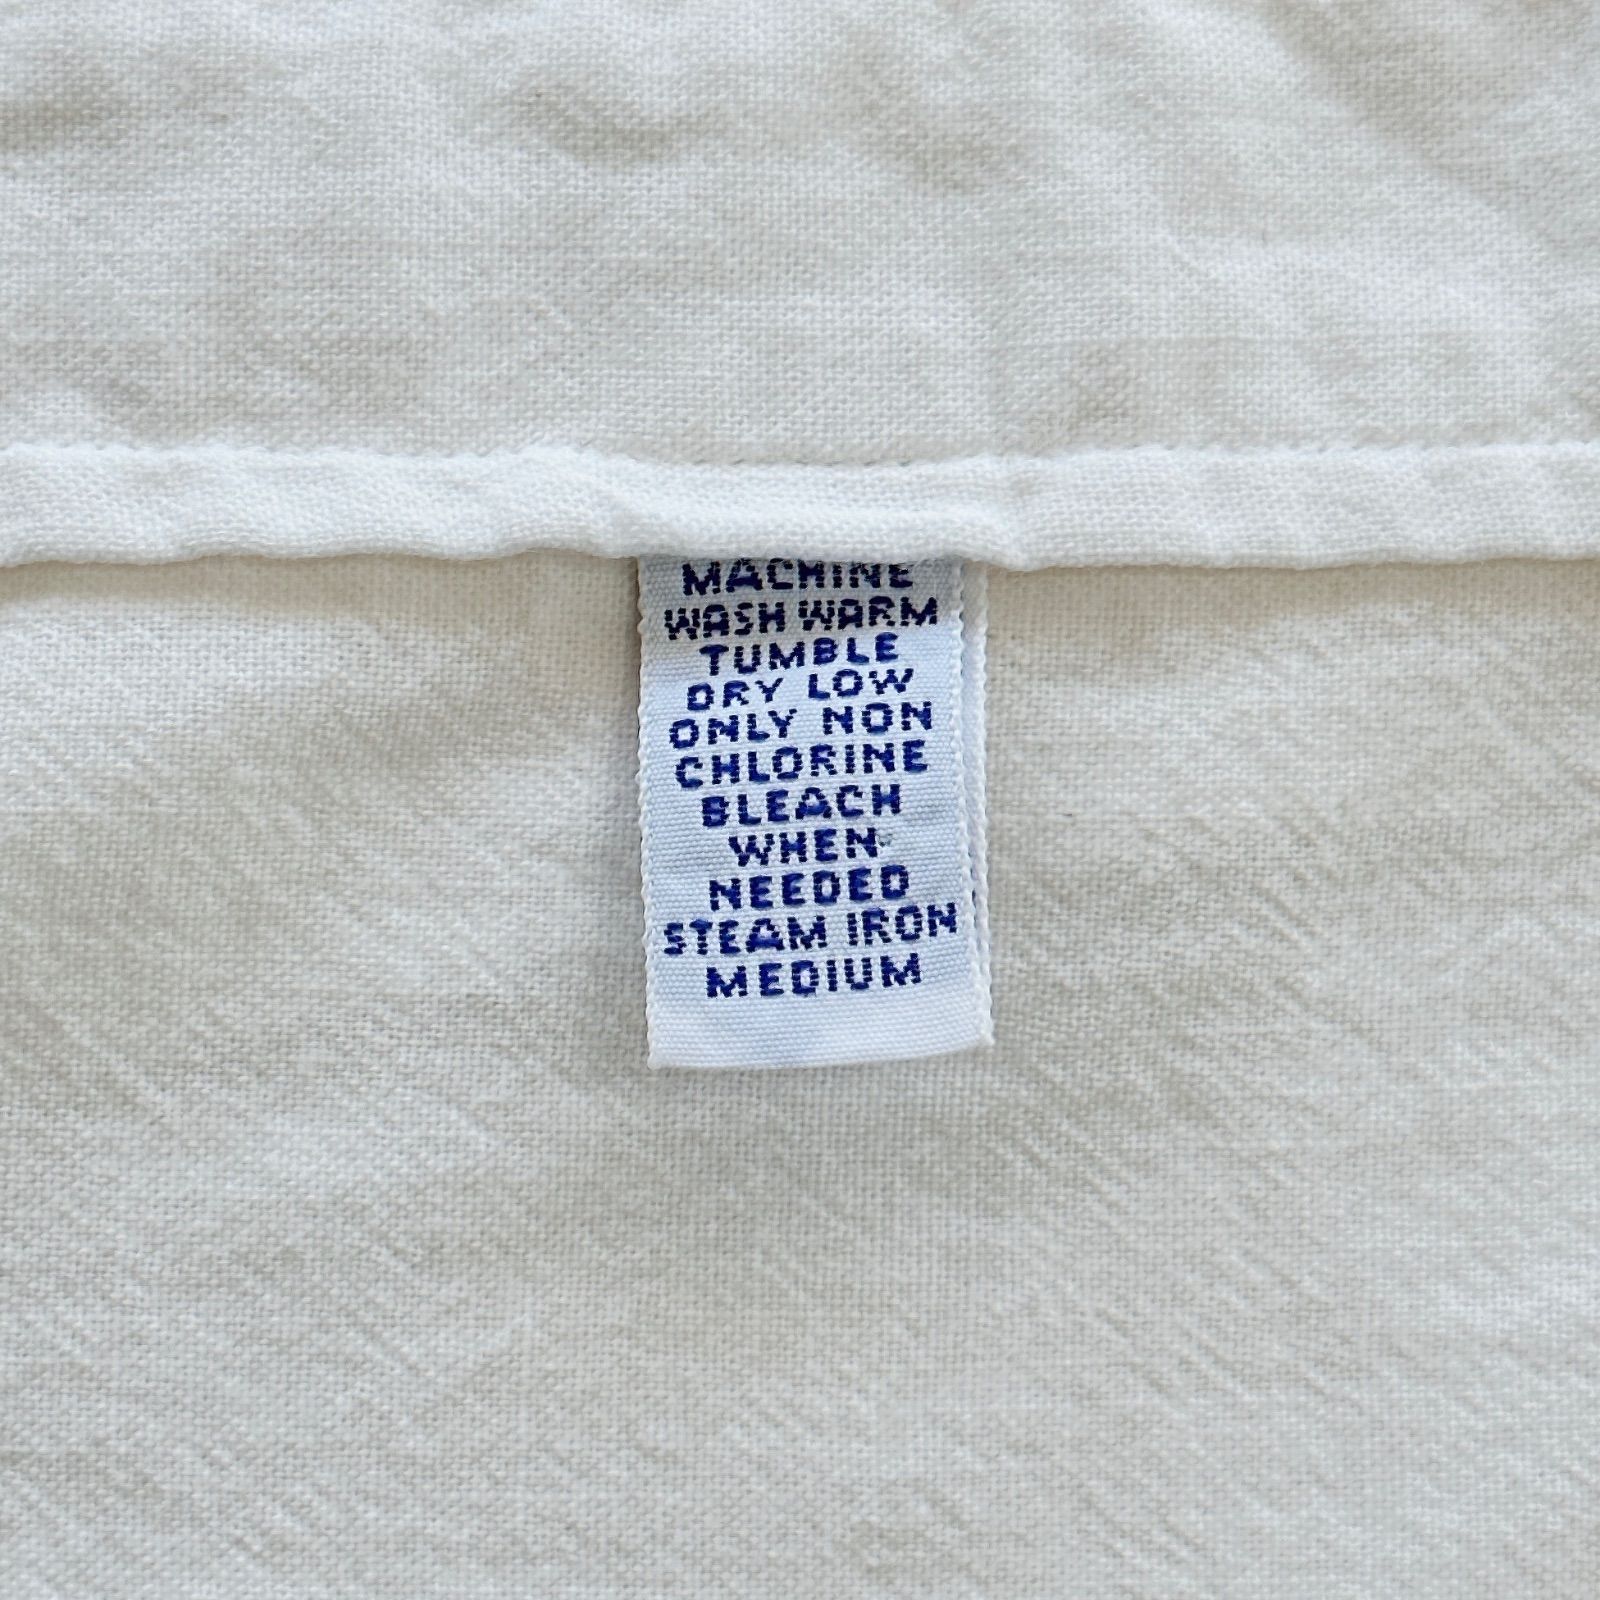 MACHINE
WASH WARM
TUMBLE
DRY LOW
ONLY NON
CHLORINE
BLEACH
WHEN
NEEDED
STEAM IRON
MEDIUM